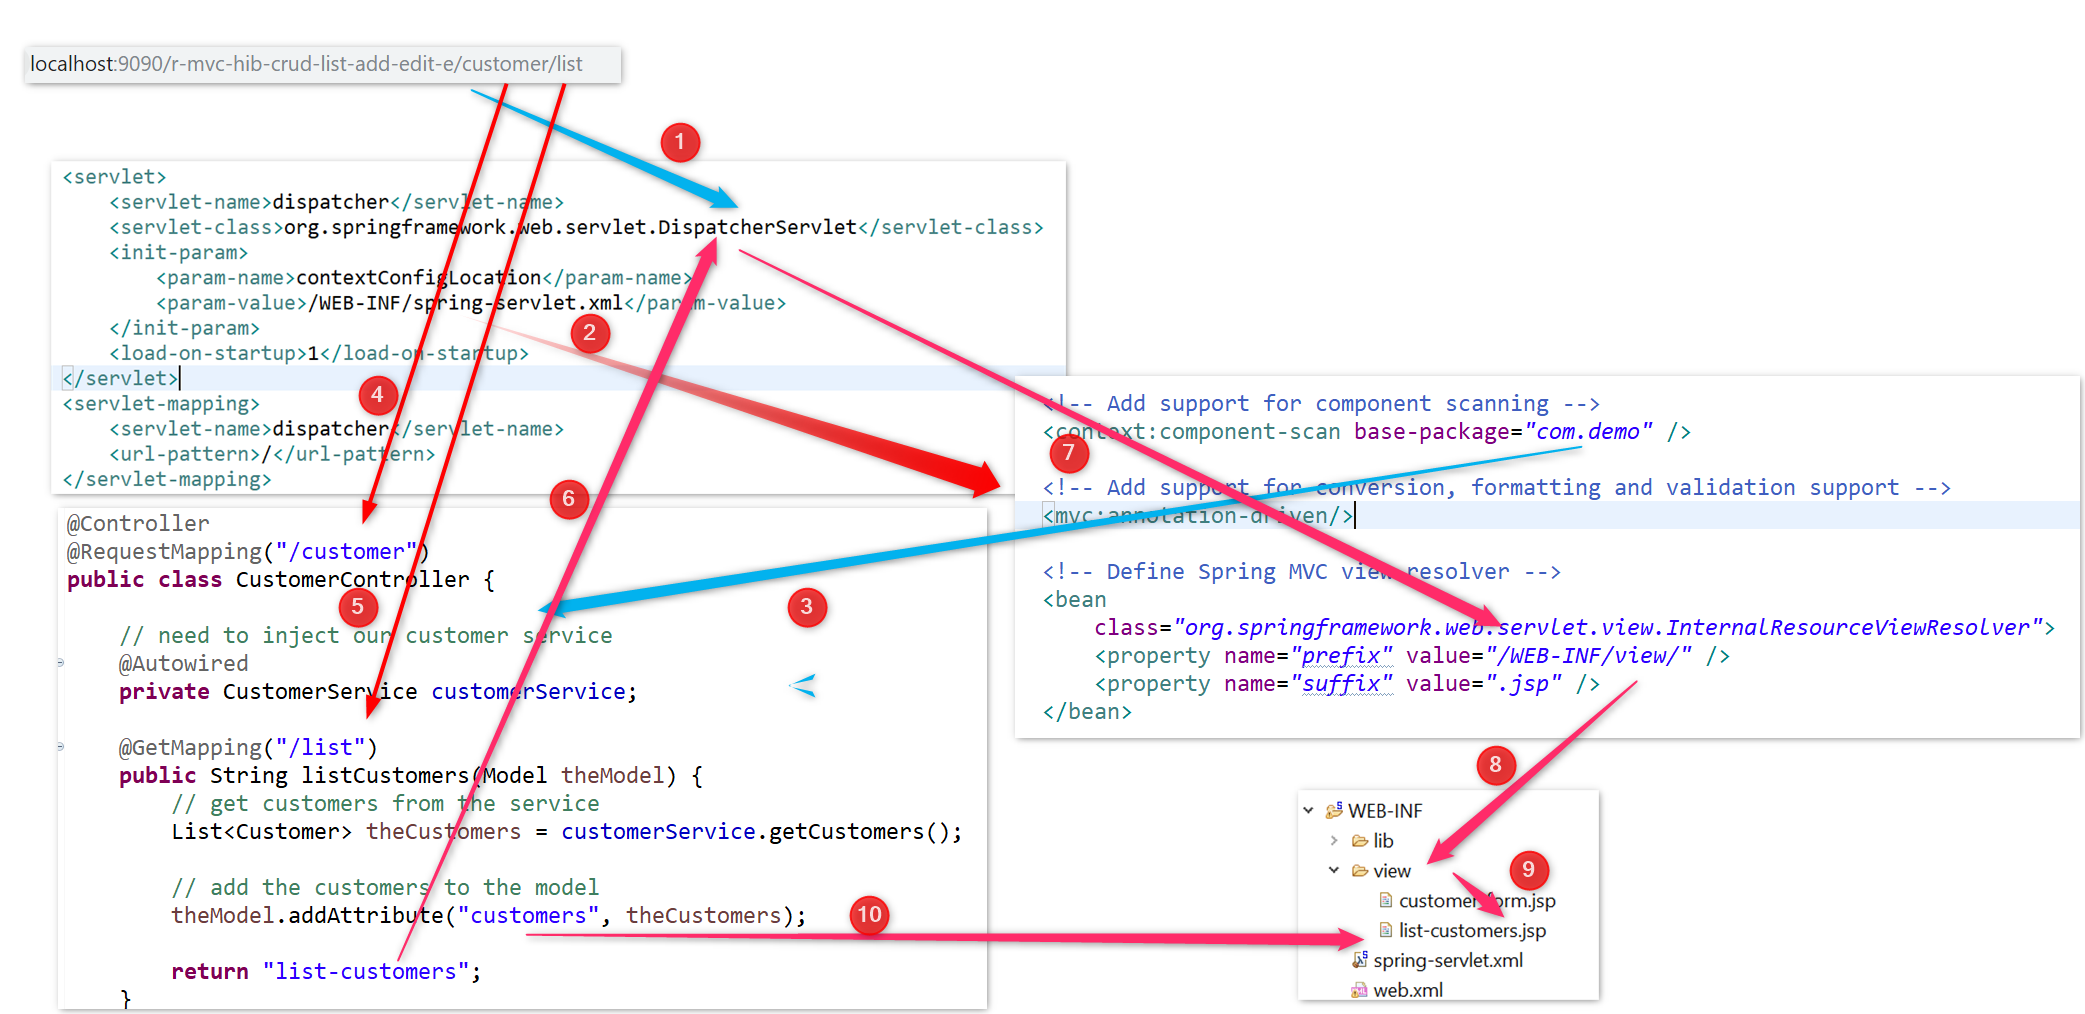 localhost:9090/r-mvc-hib-crud-list-add-edit-e/customer/list
1
<servlet>
<servlet-name>dispatcher</servlet-name>
<servlet-class>org.springframework.web.servlet.DispatcherServlet</servlet-class>
<init-param>
<param-name>contextConfigLocation</param-name>
<param-value>/WEB-INF/spring-servlet.xml</param-value>
</init-param>
2
<load-on-startup>1</load-on-startup>
</servlet>
4
<servlet-mapping>
<servlet-name>dispatcher</servlet-name>
<url-pattern>/</url-pattern>
</servlet-mapping>
6
@Controller
@RequestMapping("/customer")
public class CustomerController {
5
3
// need to inject our customer service
@Autowired
private CustomerService customerService;
@GetMapping("/list")
public String listCustomers(Model theModel) {
// get customers from the service
List<Customer> theCustomers = customerService.getCustomers();
// add the customers to the model
theModel.addAttribute("customers", theCustomers);
10
return "list-customers";
}
<!-- Add support for component scanning -->
<context:component-scan base-package="com.demo" />
7
<!-- Add support for conversion, formatting and validation support -->
<mvc:annotation-driven/>
<!-- Define Spring MVC view resolver -->
<bean
class="org.springframework.web.servlet.view.InternalResourceViewResolver">
<property name="prefix" value="/WEB-INF/view/" />
<property name="suffix" value=".jsp" />
</bean>
8
WEB-INF
lib
view
9
customer-form.jsp
list-customers.jsp
spring-servlet.xml
web.xml